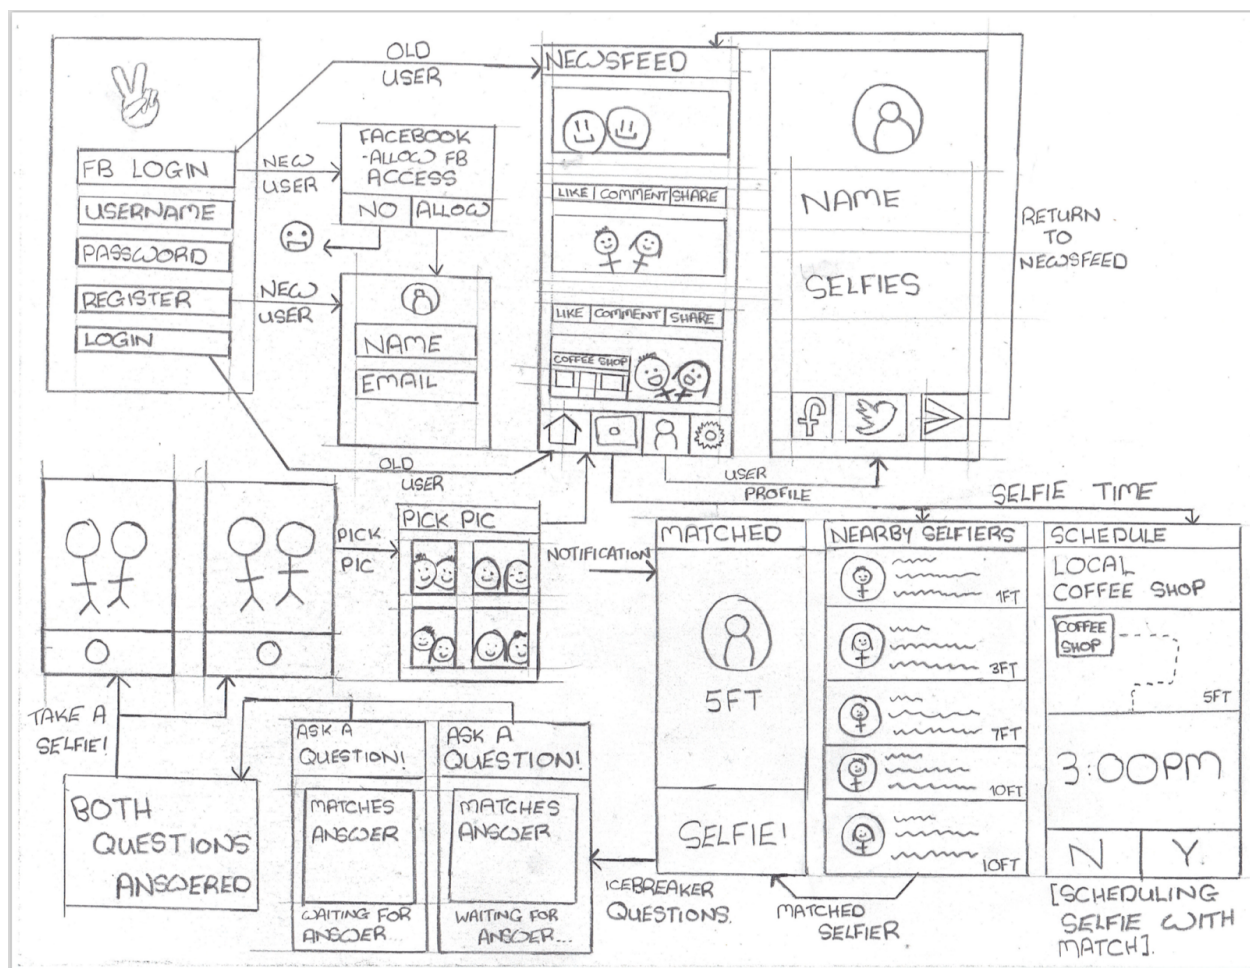 OLD
USER
FB LOGIN
USERNAME
PASSWORD
REGISTER
LOGIN
NEW
USER
FACEBOOK
-ALLOW FB
ACCESS
NO
ALLOW
NEW
USER
NAME
EMAIL
OLD
USER
NEWSFEED
LIKE
COMMENT
SHARE
LIKE
COMMENT
SHARE
COFFEE SHOP
NAME
SELFIES
RETURN
TO
NEWSFEED
USER
PROFILE
SELFIE TIME
PICK
PIC
PICK PIC
NOTIFICATION
MATCHED
5FT
SELFIE!
NEARBY SELFIERS
1FT
3FT
7FT
10FT
10FT
SCHEDULE
LOCAL
COFFEE SHOP
COFFEE
SHOP
5FT
3:00PM
N
Y
[SCHEDULING
SELFIE WITH
MATCH].
MATCHED
SELFIER
ICEBREAKER
QUESTIONS.
ASK A
QUESTION!
MATCHES
ANSWER
WAITING FOR
ANSWER...
ASK A
QUESTION!
MATCHES
ANSWER
WAITING FOR
ANSWER...
BOTH
QUESTIONS
ANSWERED
TAKE A
SELFIE!